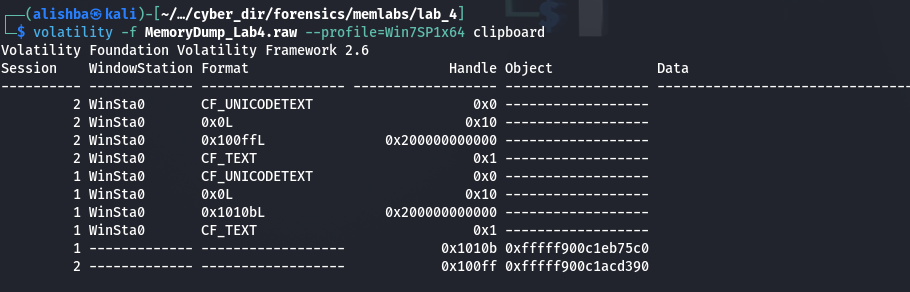 ┌──(alishba㉿kali)-[~/…/cyber_dir/forensics/memlabs/lab_4]
└─$ volatility -f MemoryDump_Lab4.raw --profile=Win7SP1x64 clipboard
Volatility Foundation Volatility Framework 2.6
Session    WindowStation Format                         Handle Object             Data
---------- ------------- ------------------ ------------------ ------------------ --------------------------------
         2 WinSta0       CF_UNICODETEXT                    0x0 ------------------
         2 WinSta0       0x0L                             0x10 ------------------
         2 WinSta0       0x100ffL               0x200000000000 ------------------
         2 WinSta0       CF_TEXT                           0x1 ------------------
         1 WinSta0       CF_UNICODETEXT                    0x0 ------------------
         1 WinSta0       0x0L                             0x10 ------------------
         1 WinSta0       0x1010bL               0x200000000000 ------------------
         1 WinSta0       CF_TEXT                           0x1 ------------------
         1 ------------- ------------------            0x1010b 0xfffff900c1eb75c0
         2 ------------- ------------------            0x100ff 0xfffff900c1acd390